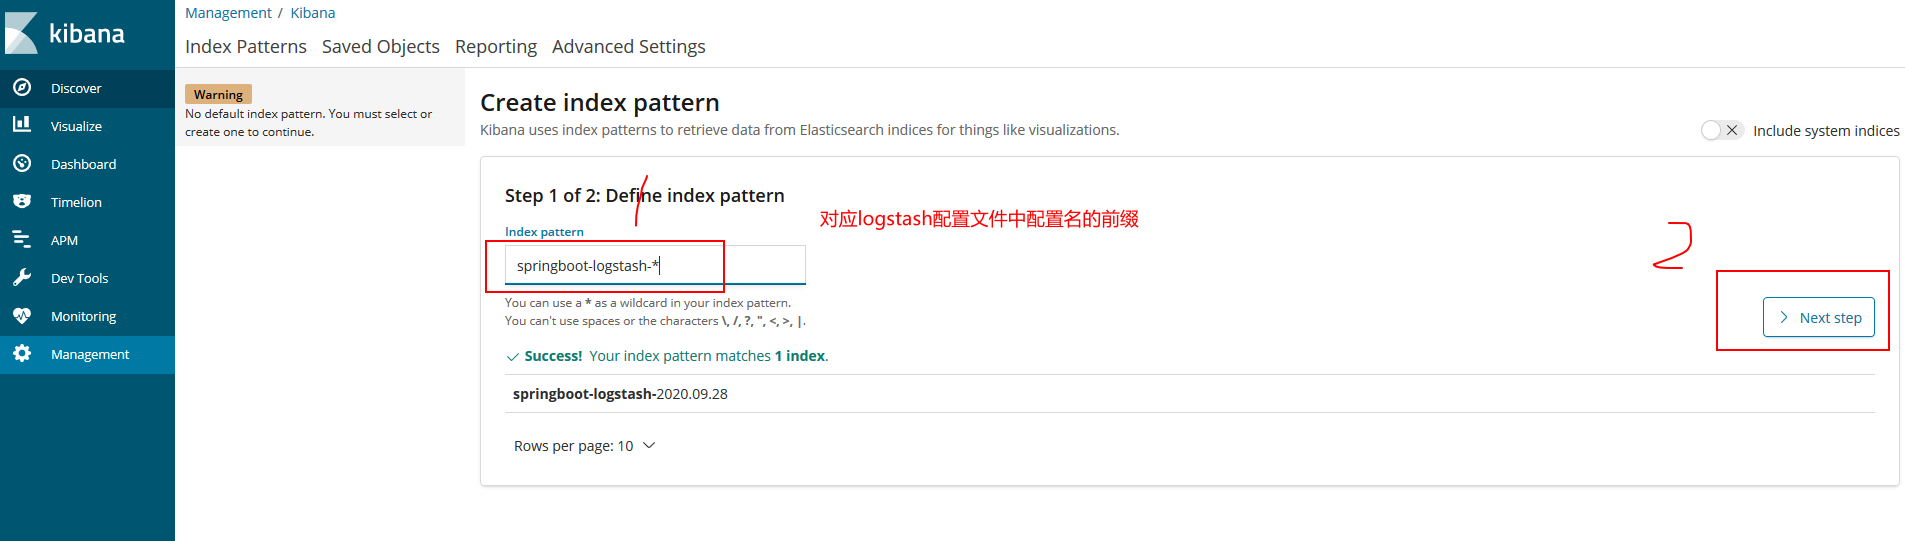 kibana
Discover
Visualize
Dashboard
Timelion
APM
Dev Tools
Monitoring
Management
Management / Kibana
Index Patterns Saved Objects Reporting Advanced Settings
Warning
No default index pattern. You must select or
create one to continue.
Create index pattern
Kibana uses index patterns to retrieve data from Elasticsearch indices for things like visualizations.
Include system indices
Step 1 of 2: Define index pattern
1
对应logstash配置文件中配置名的前缀
Index pattern
springboot-logstash-*
You can use a * as a wildcard in your index pattern.
You can't use spaces or the characters \, /, ?, ", <, >, |.
2
Next step
Success! Your index pattern matches 1 index.
springboot-logstash-2020.09.28
Rows per page: 10